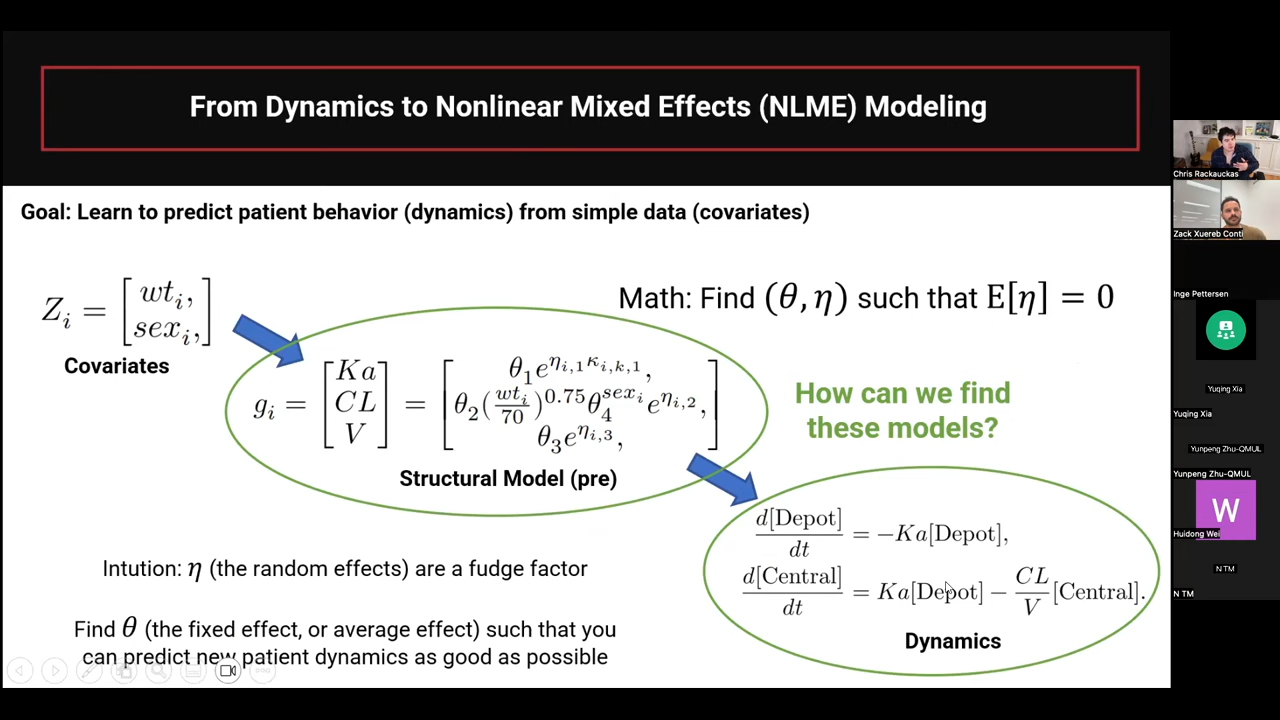 From Dynamics to Nonlinear Mixed Effects (NLME) Modeling
Goal: Learn to predict patient behavior (dynamics) from simple data (covariates)
Z_i = [wt_i, sex_i,]
Covariates
Math: Find (θ, η) such that E[η] = 0
g_i = [Ka CL V] = [θ_1 e^{η_{i,1} κ_{i,k,1}}, θ_2 (wt_i/70)^{0.75} θ_4^{sex_i} e^{η_{i,2}}, θ_3 e^{η_{i,3}},]
Structural Model (pre)
How can we find
these models?
d[Depot]/dt = −Ka[Depot],
d[Central]/dt = Ka[Depot] − CL/V [Central].
Dynamics
Intution: η (the random effects) are a fudge factor
Find θ (the fixed effect, or average effect) such that you
can predict new patient dynamics as good as possible
Chris Rackauckas
Zack Xuereb Conti
Inge Pettersen
Yuqing Xia
Yuqing Xia
Yunpeng Zhu-QMUL
Yunpeng Zhu-QMUL
W
Huidong Wei
N TM
N TM